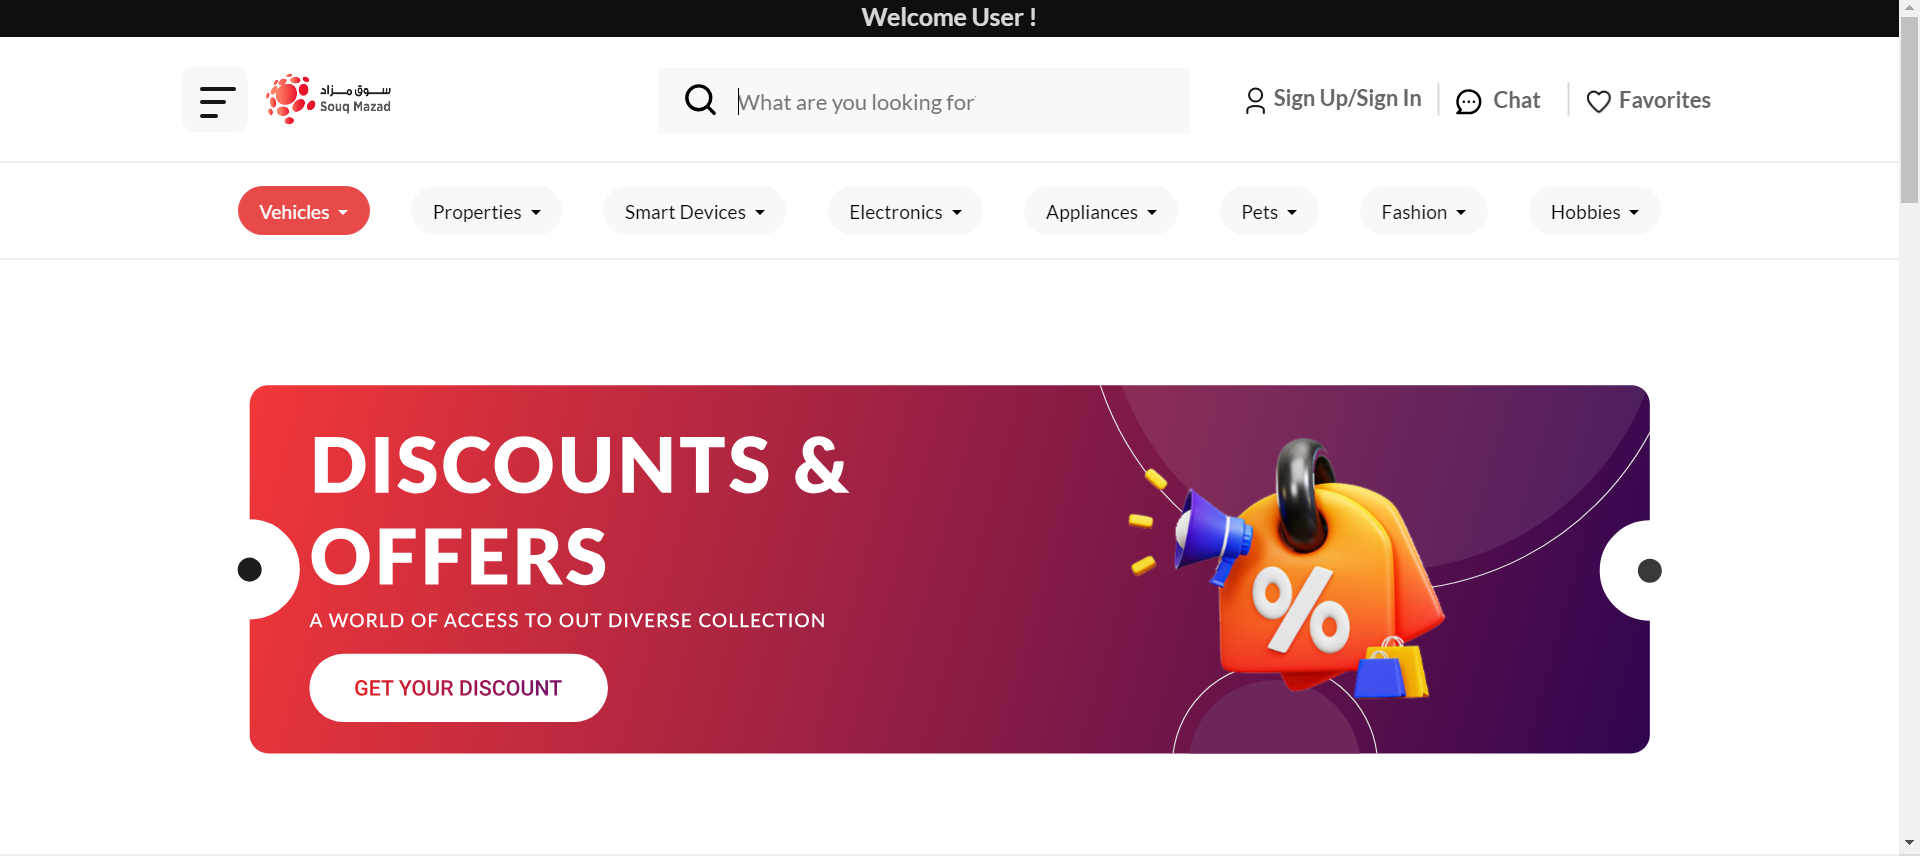 Welcome User !
سوق مزاد
Souq Mazad
What are you looking for
Sign Up/Sign In
Chat
Favorites
Vehicles
Properties
Smart Devices
Electronics
Appliances
Pets
Fashion
Hobbies
DISCOUNTS &
OFFERS
A WORLD OF ACCESS TO OUT DIVERSE COLLECTION
GET YOUR DISCOUNT
%